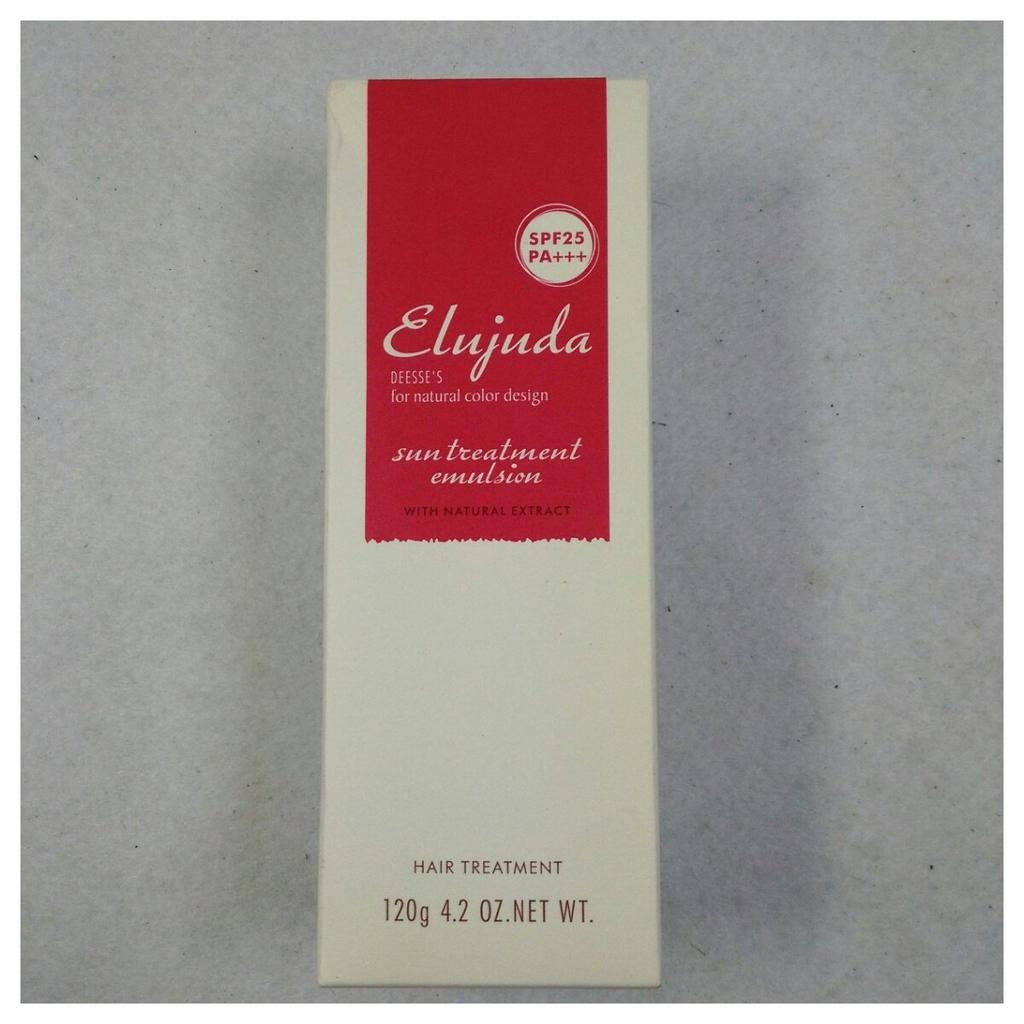 SPF25
PA+++
Elujuda
DEESSE'S
for natural color design
sun treatment
emulsion
WITH NATURAL EXTRACT
HAIR TREATMENT
120g 4.2 OZ.NET WT.